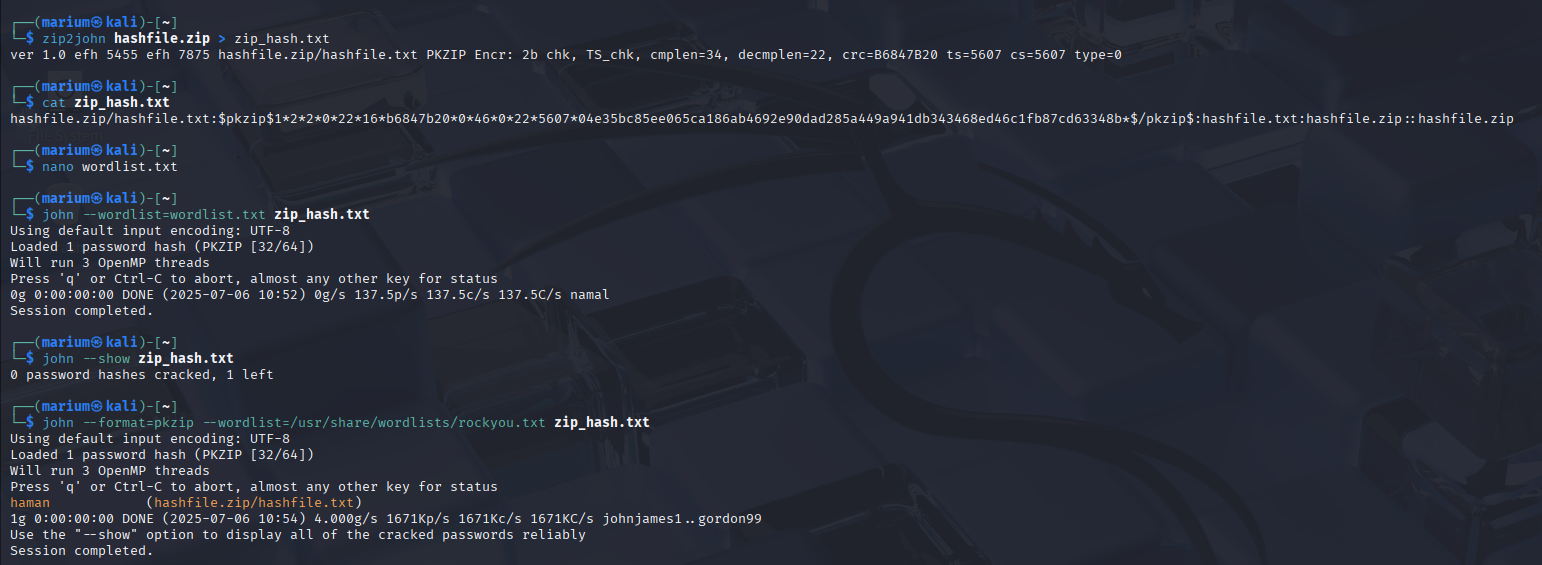 ┌──(marium㉿kali)-[~]
└─$ zip2john hashfile.zip > zip_hash.txt
ver 1.0 efh 5455 efh 7875 hashfile.zip/hashfile.txt PKZIP Encr: 2b chk, TS_chk, cmplen=34, decmplen=22, crc=B6847B20 ts=5607 cs=5607 type=0
┌──(marium㉿kali)-[~]
└─$ cat zip_hash.txt
hashfile.zip/hashfile.txt:$pkzip$1*2*2*0*22*16*b6847b20*0*46*0*22*5607*04e35bc85ee065ca186ab4692e90dad285a449a941db343468ed46c1fb87cd63348b*$/pkzip$:hashfile.txt:hashfile.zip::hashfile.zip
┌──(marium㉿kali)-[~]
└─$ nano wordlist.txt
┌──(marium㉿kali)-[~]
└─$ john --wordlist=wordlist.txt zip_hash.txt
Using default input encoding: UTF-8
Loaded 1 password hash (PKZIP [32/64])
Will run 3 OpenMP threads
Press 'q' or Ctrl-C to abort, almost any other key for status
0g 0:00:00:00 DONE (2025-07-06 10:52) 0g/s 137.5p/s 137.5c/s 137.5C/s namal
Session completed.
┌──(marium㉿kali)-[~]
└─$ john --show zip_hash.txt
0 password hashes cracked, 1 left
┌──(marium㉿kali)-[~]
└─$ john --format=pkzip --wordlist=/usr/share/wordlists/rockyou.txt zip_hash.txt
Using default input encoding: UTF-8
Loaded 1 password hash (PKZIP [32/64])
Will run 3 OpenMP threads
Press 'q' or Ctrl-C to abort, almost any other key for status
haman            (hashfile.zip/hashfile.txt)
1g 0:00:00:00 DONE (2025-07-06 10:54) 4.000g/s 1671Kp/s 1671Kc/s 1671KC/s johnjames1..gordon99
Use the "--show" option to display all of the cracked passwords reliably
Session completed.